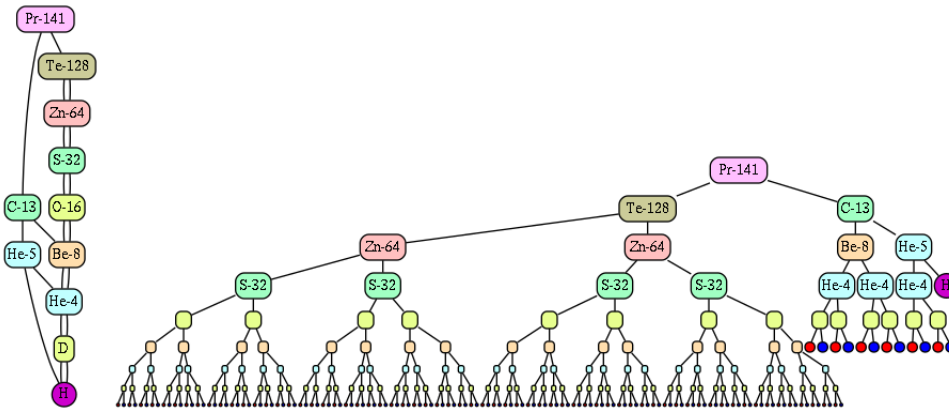 Pr-141
Te-128
Zn-64
S-32
C-13
O-16
He-5
Be-8
He-4
D
H
Pr-141
Te-128
C-13
Zn-64
Zn-64
Be-8
He-5
S-32
S-32
S-32
S-32
He-4
He-4
He-4
H